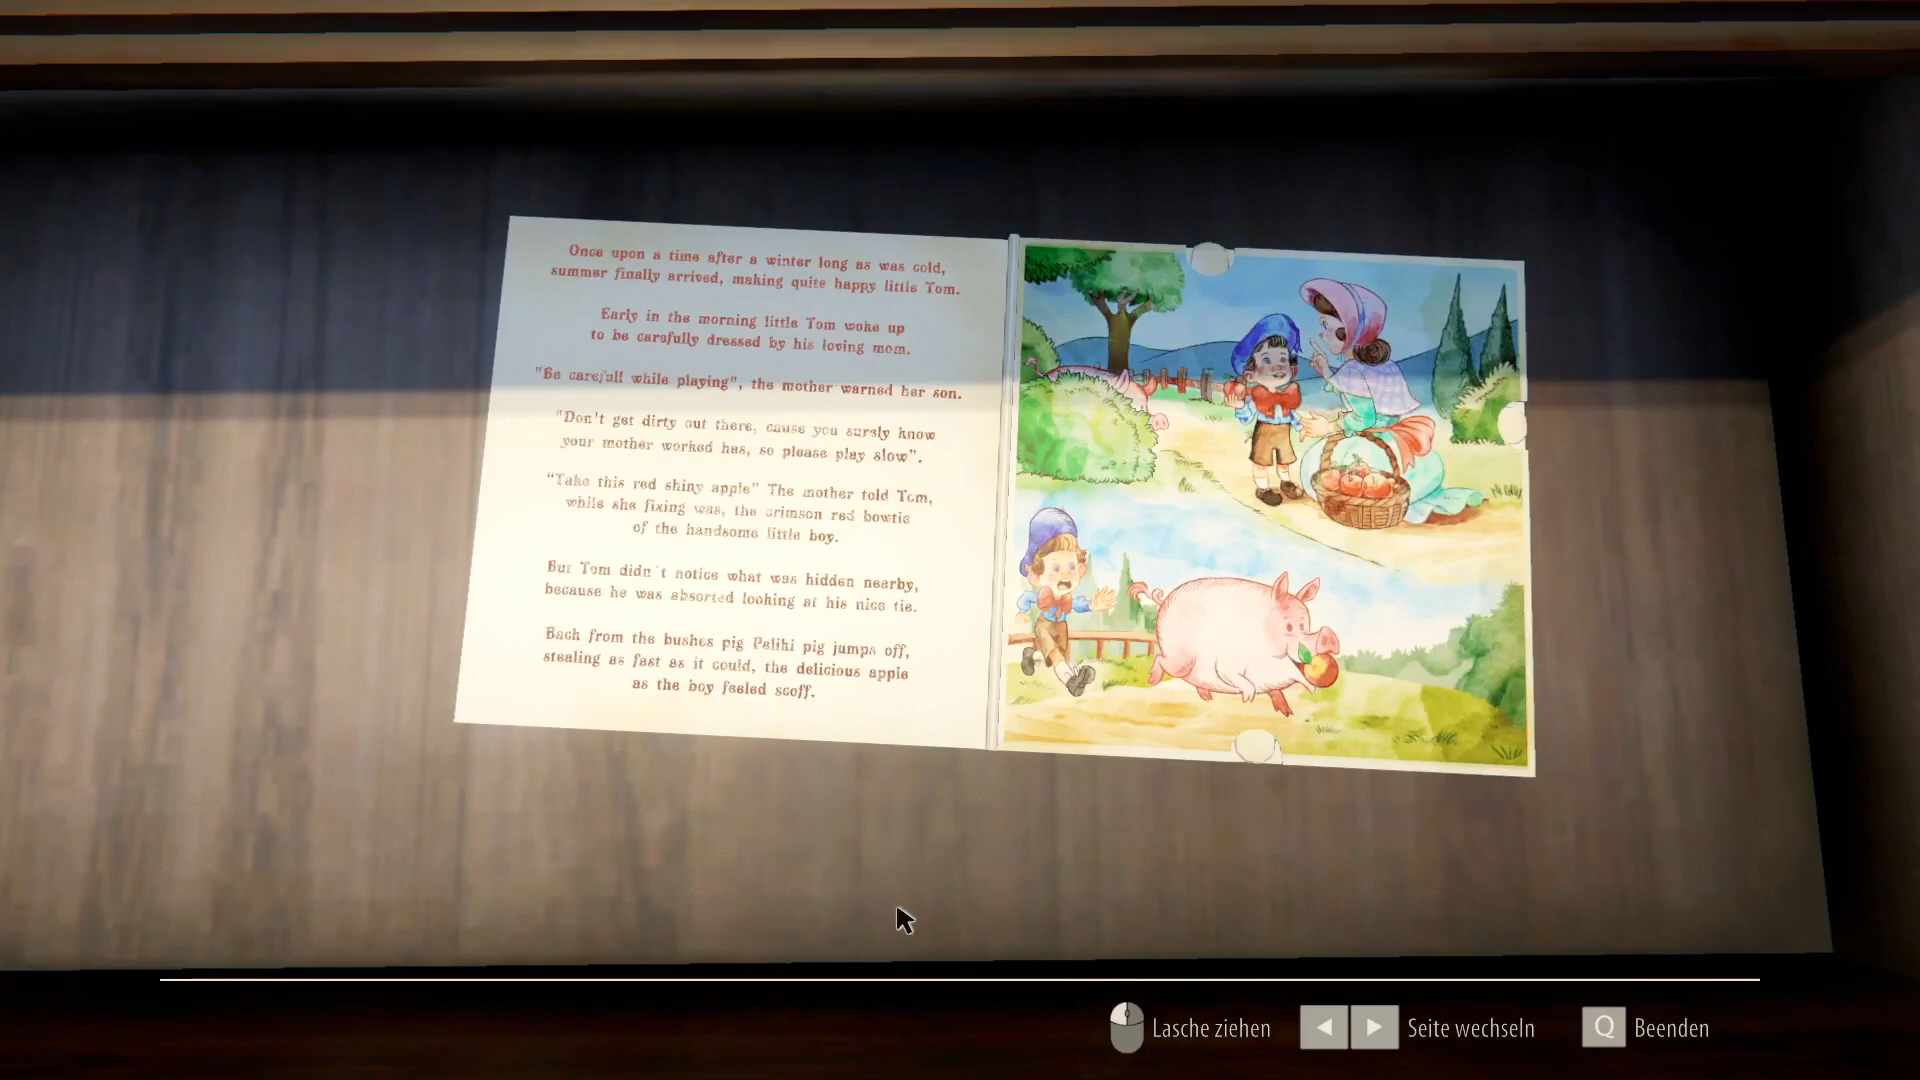 Once upon a time after a winter long as was cold,
summer finally arrived, making quite happy little Tom.
Early in the morning little Tom woke up
to be carefully dressed by his loving mom.
"Be carefull while playing", the mother warned her son.
"Don't get dirty out there, cause you surely know
your mother worked has, so please play slow".
"Take this red shiny apple" The mother told Tom,
while she fixing was, the crimson red bowtie
of the handsome little boy.
But Tom didn´t notice what was hidden nearby,
because he was absorted looking at his nice tie.
Back from the bushes pig Peliki pig jumps off,
stealing as fast as it could, the delicious apple
as the boy feeled scoff.
Lasche ziehen
Seite wechseln
Q Beenden